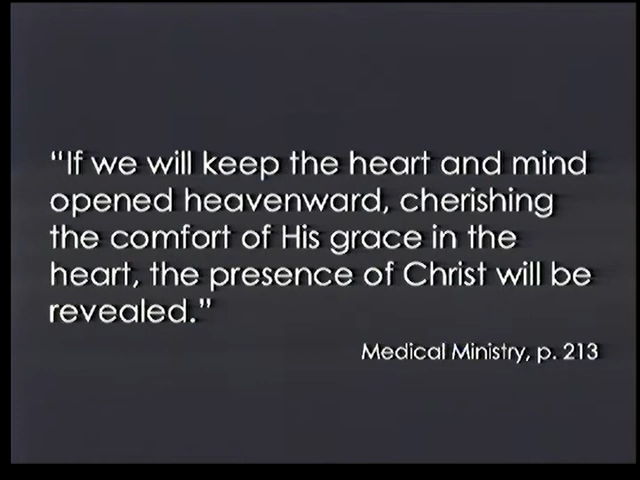 “If we will keep the heart and mind
opened heavenward, cherishing
the comfort of His grace in the
heart, the presence of Christ will be
revealed.”
Medical Ministry, p. 213